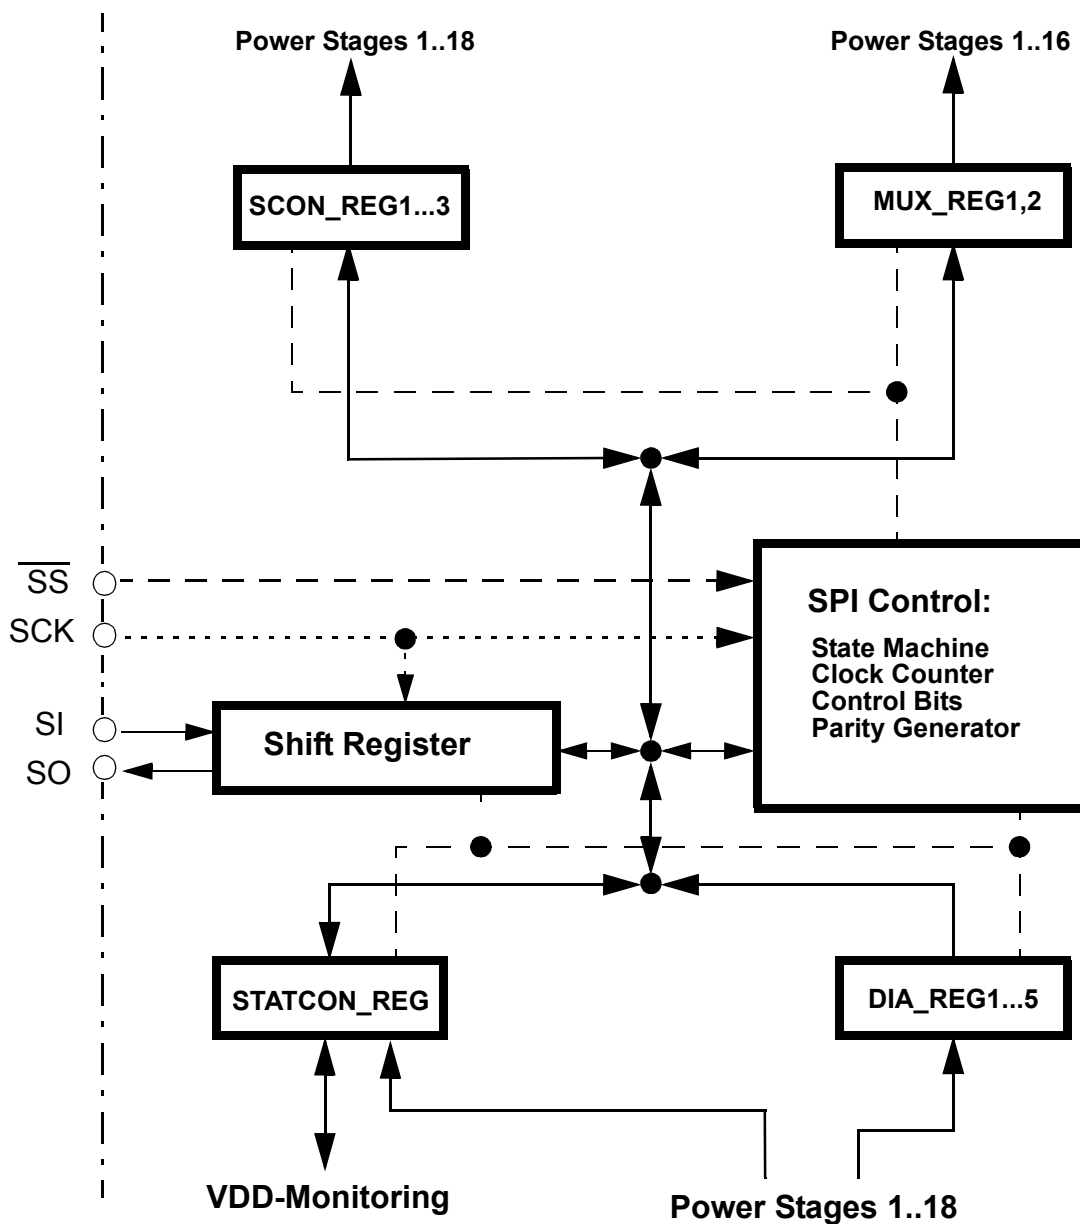 Power Stages 1..18
Power Stages 1..16
SCON_REG1...3
MUX_REG1,2
SS
SCK
SI
SO
SPI Control:
State Machine
Clock Counter
Control Bits
Parity Generator
Shift Register
STATCON_REG
DIA_REG1...5
VDD-Monitoring
Power Stages 1..18